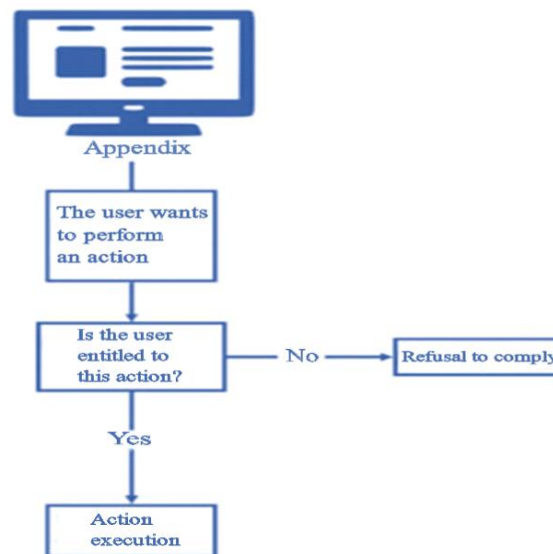 Appendix
The user wants
to perform
an action
Is the user
entitled to
this action?
No
Refusal to comply
Yes
Action
execution